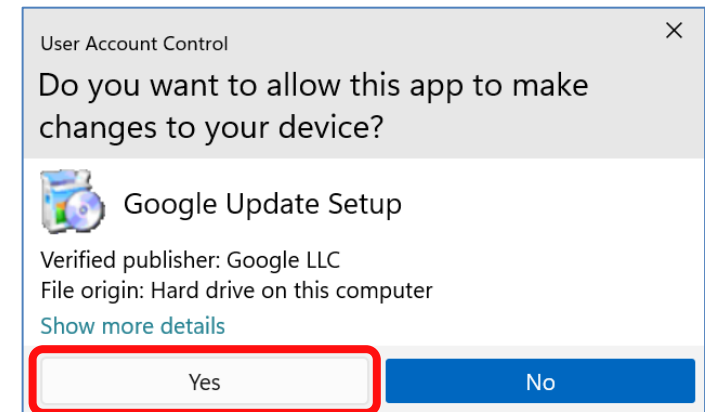 User Account Control
Do you want to allow this app to make
changes to your device?
Google Update Setup
Verified publisher: Google LLC
File origin: Hard drive on this computer
Show more details
Yes
No